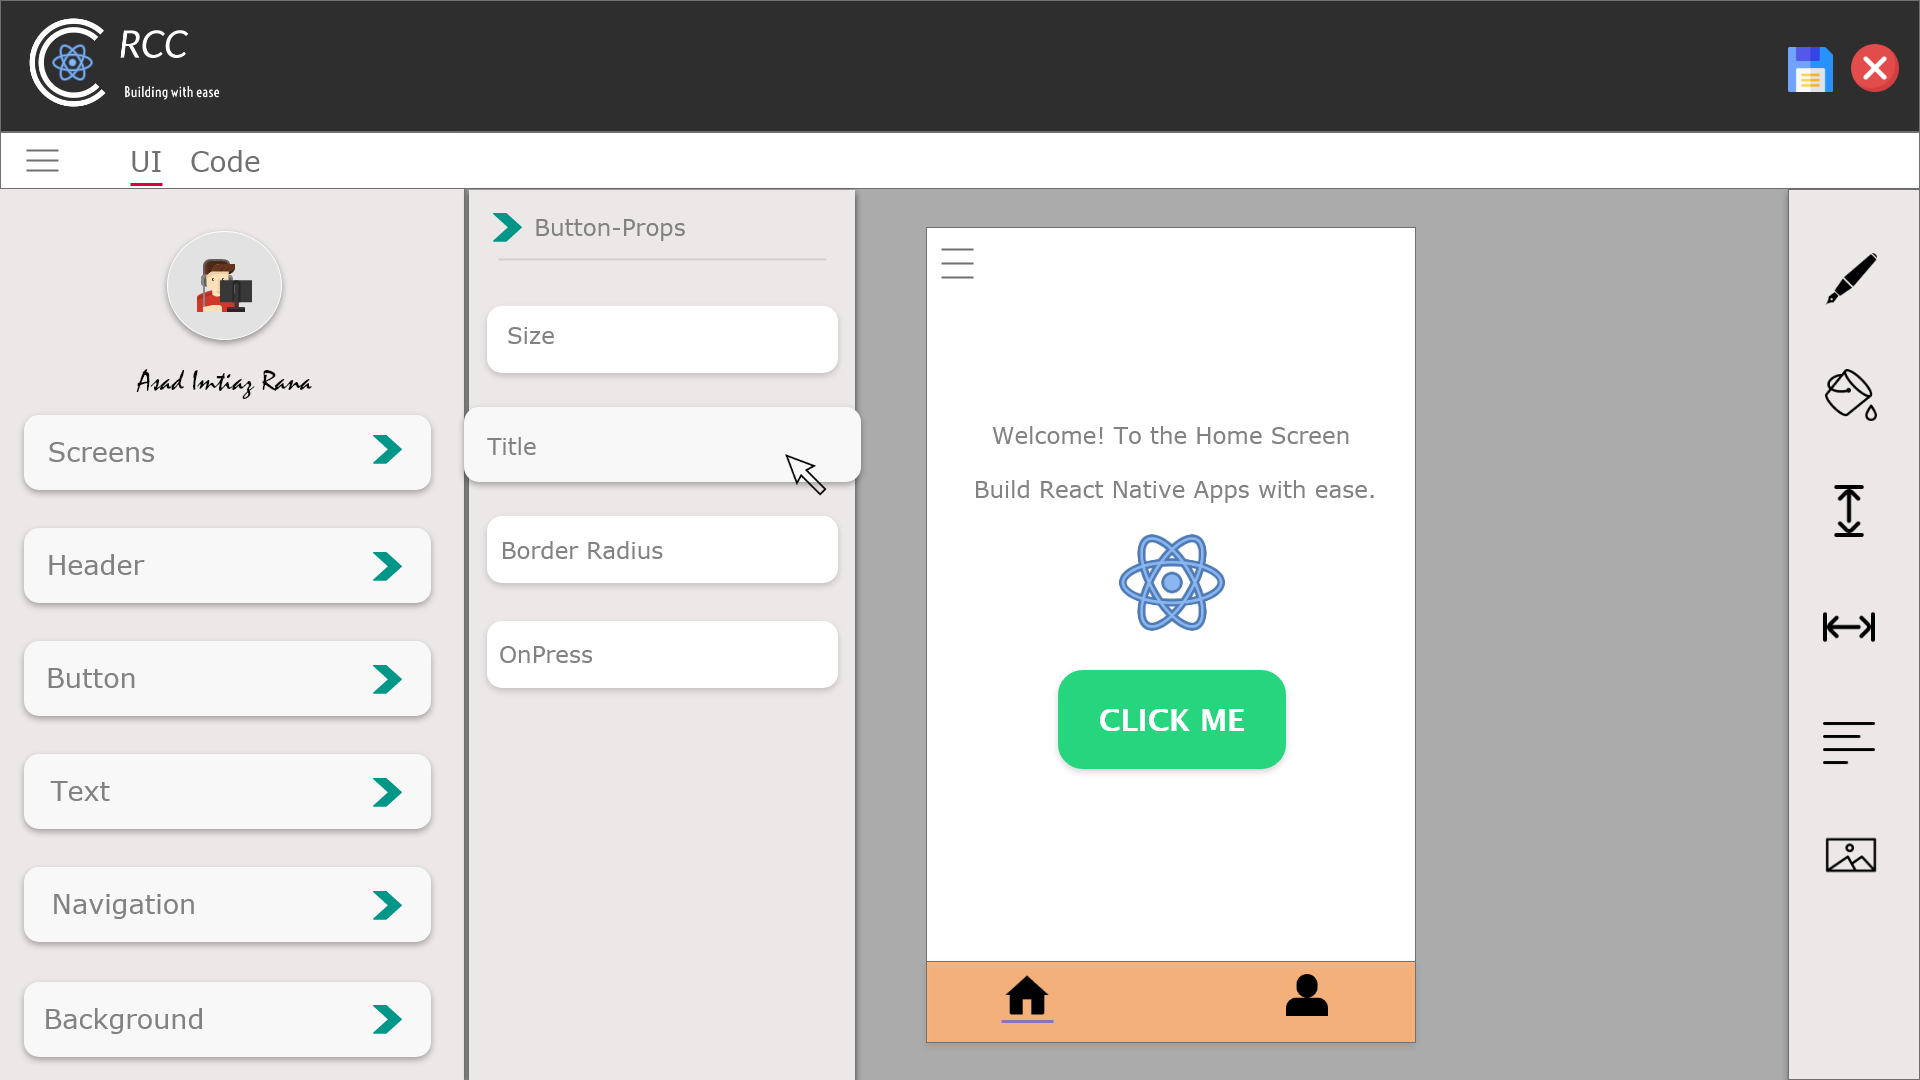 RCC
Building with ease
UI Code
Asad Imtiaz Rana
Screens
Header
Button
Text
Navigation
Background
Button-Props
Size
Title
Border Radius
OnPress
Welcome! To the Home Screen
Build React Native Apps with ease.
CLICK ME